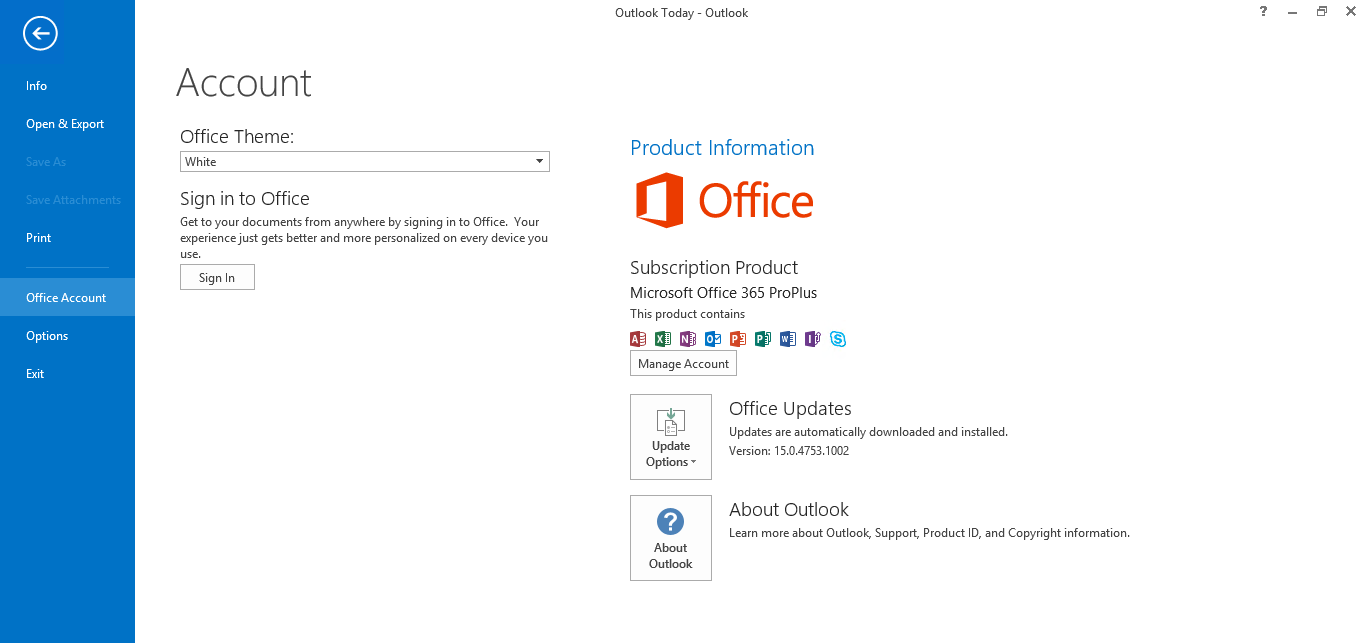 Outlook Today - Outlook
?
Info
Open & Export
Save As
Save Attachments
Print
Office Account
Options
Exit
Account
Office Theme:
White
Sign in to Office
Get to your documents from anywhere by signing in to Office.  Your
experience just gets better and more personalized on every device you
use.
Sign In
Product Information
Office
Subscription Product
Microsoft Office 365 ProPlus
This product contains
A X N O P P W I S
Manage Account
Update
Options
Office Updates
Updates are automatically downloaded and installed.
Version: 15.0.4753.1002
?
About
Outlook
About Outlook
Learn more about Outlook, Support, Product ID, and Copyright information.